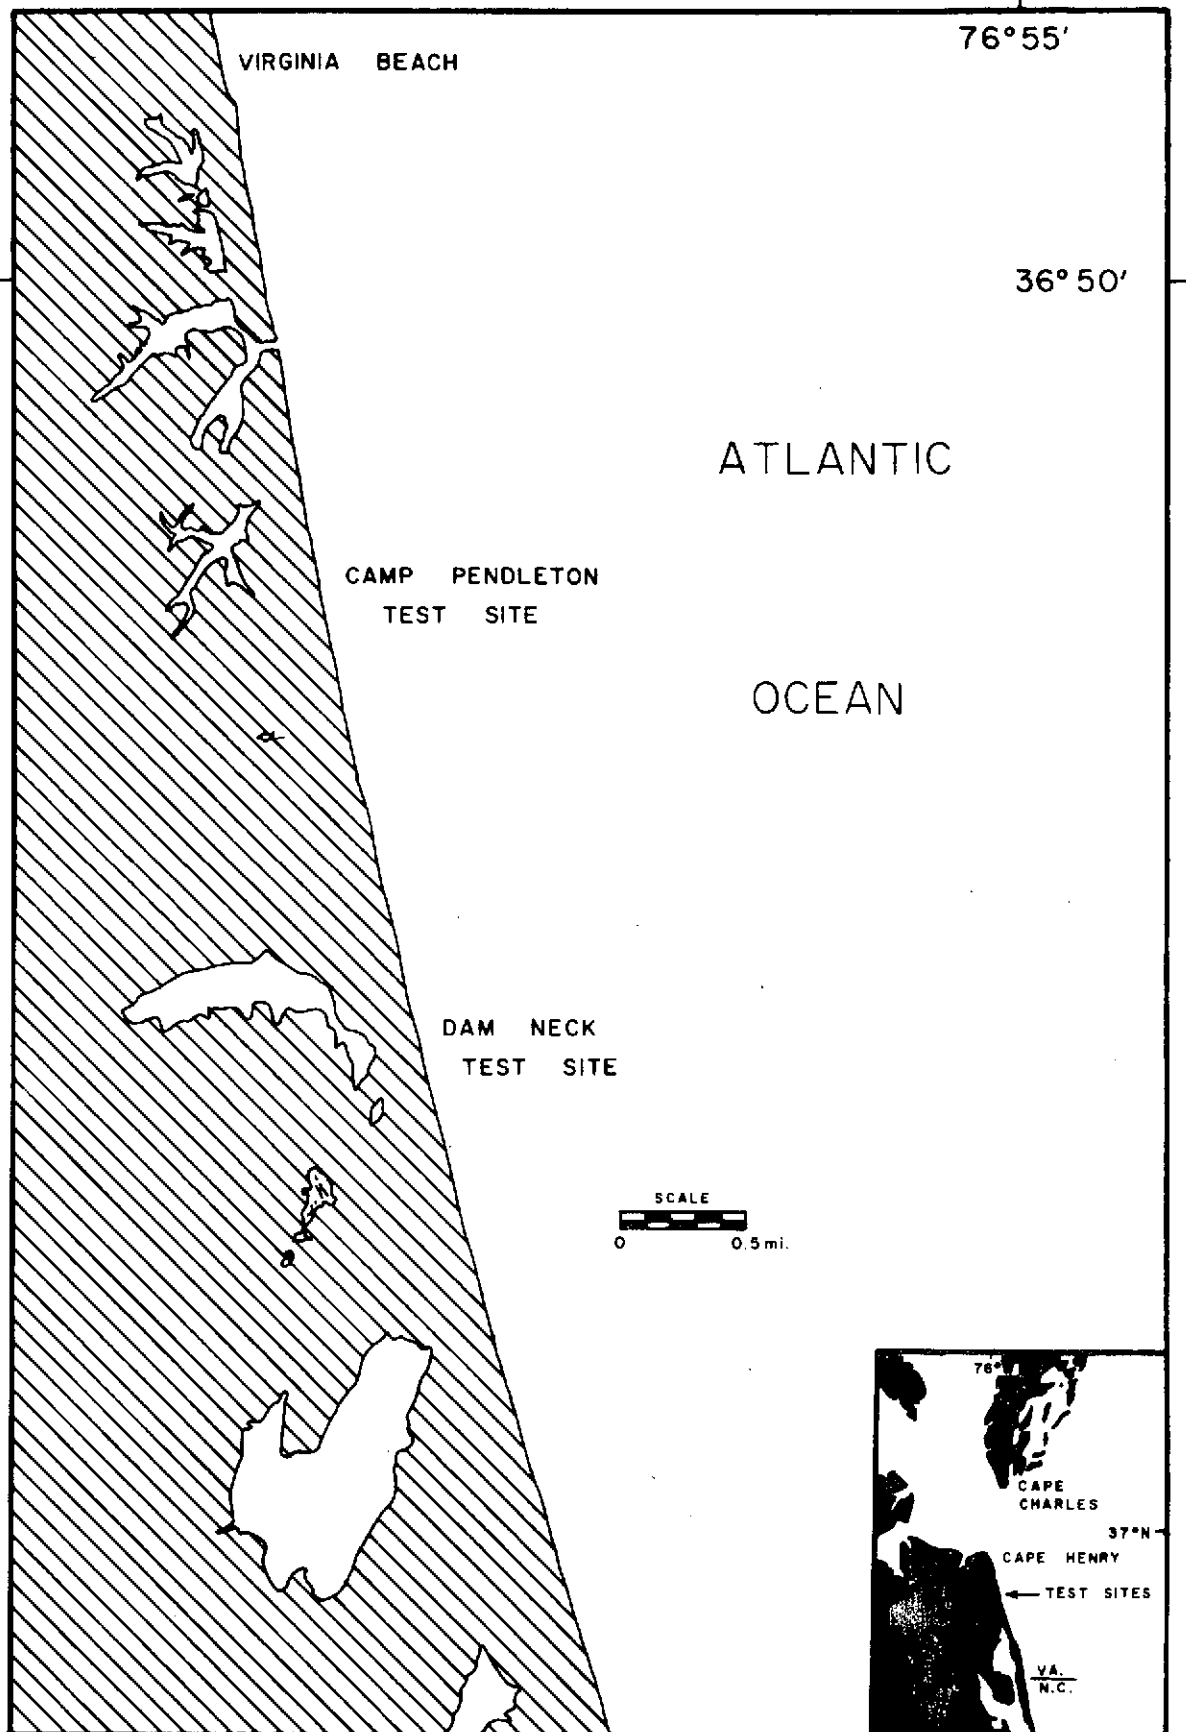 76°55'
VIRGINIA BEACH
36°50'
ATLANTIC
CAMP PENDLETON
TEST SITE
OCEAN
DAM NECK
TEST SITE
SCALE
0 0.5 mi.
76°
CAPE
CHARLES
37°N
CAPE HENRY
TEST SITES
VA.
N.C.